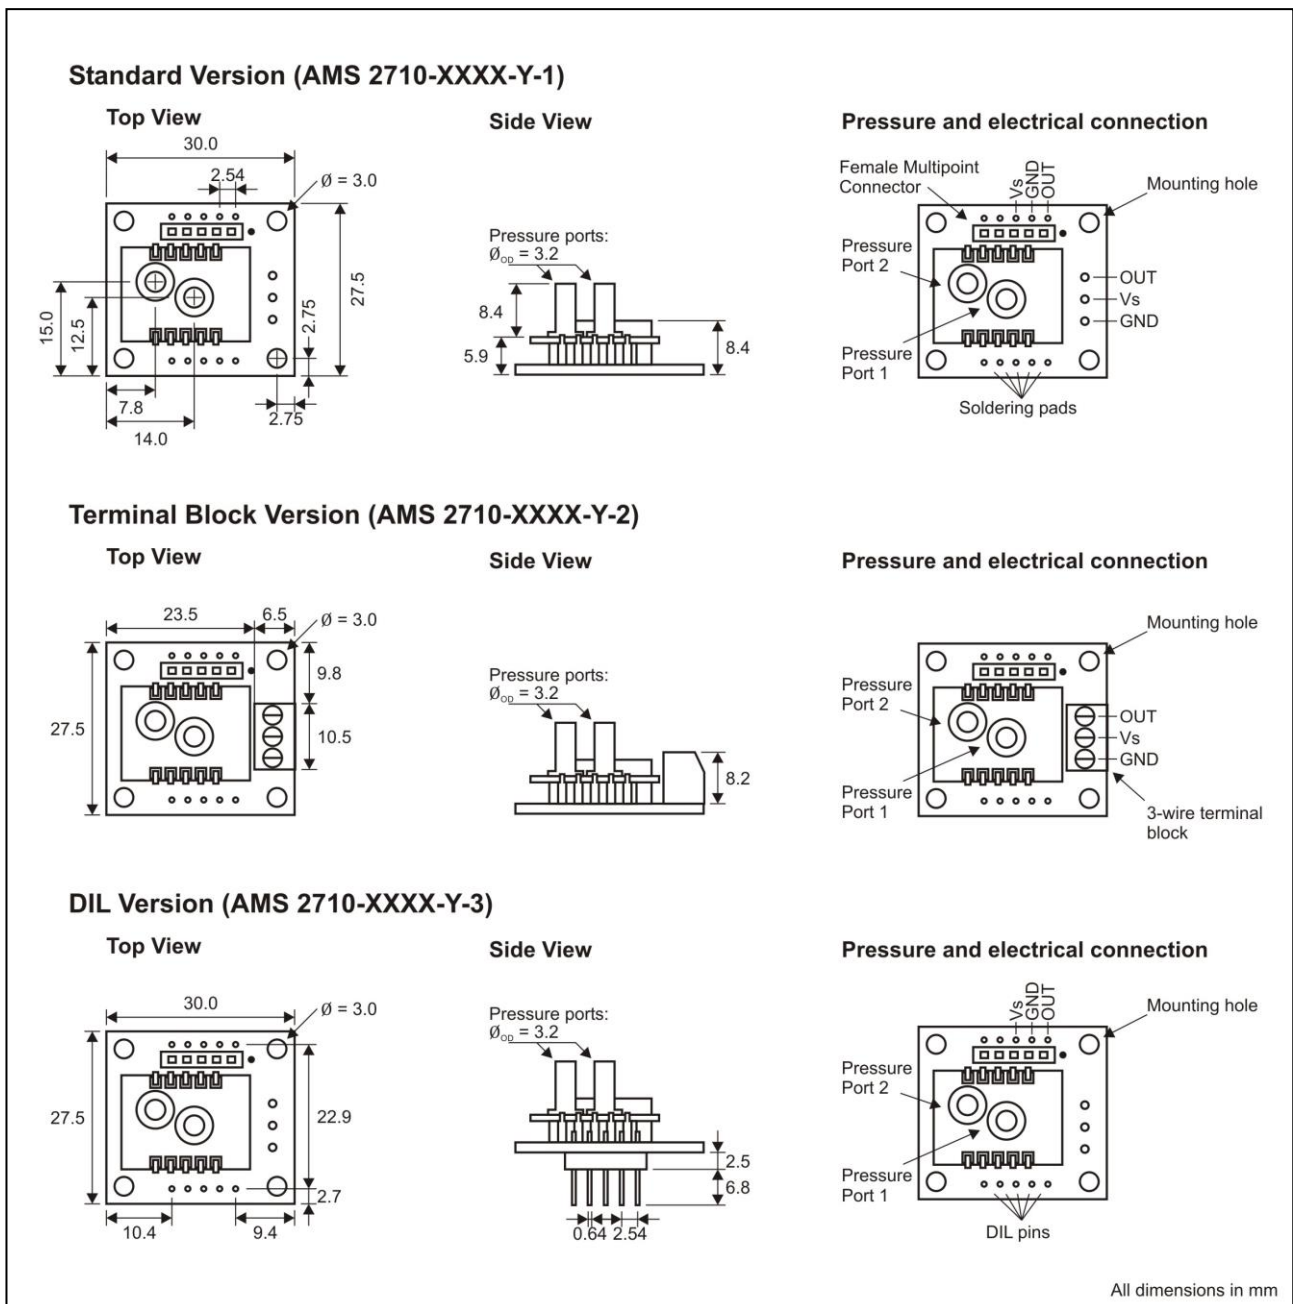 Standard Version (AMS 2710-XXXX-Y-1)
Top View
Side View
Pressure and electrical connection
30.0
2.54
Ø = 3.0
15.0
12.5
2.75
27.5
7.8
14.0
2.75
Pressure ports:
ØOD = 3.2
8.4
5.9
8.4
Female Multipoint
Connector
Vs
GND
OUT
Mounting hole
Pressure
Port 2
OUT
Vs
GND
Pressure
Port 1
Soldering pads
Terminal Block Version (AMS 2710-XXXX-Y-2)
Top View
Side View
Pressure and electrical connection
23.5
6.5
Ø = 3.0
9.8
27.5
10.5
Pressure ports:
ØOD = 3.2
8.2
Mounting hole
Pressure
Port 2
OUT
Vs
GND
Pressure
Port 1
3-wire terminal
block
DIL Version (AMS 2710-XXXX-Y-3)
Top View
Side View
Pressure and electrical connection
30.0
Ø = 3.0
27.5
22.9
2.7
10.4
9.4
Pressure ports:
ØOD = 3.2
2.5
6.8
0.64
2.54
Vs
GND
OUT
Mounting hole
Pressure
Port 2
Pressure
Port 1
DIL pins
All dimensions in mm